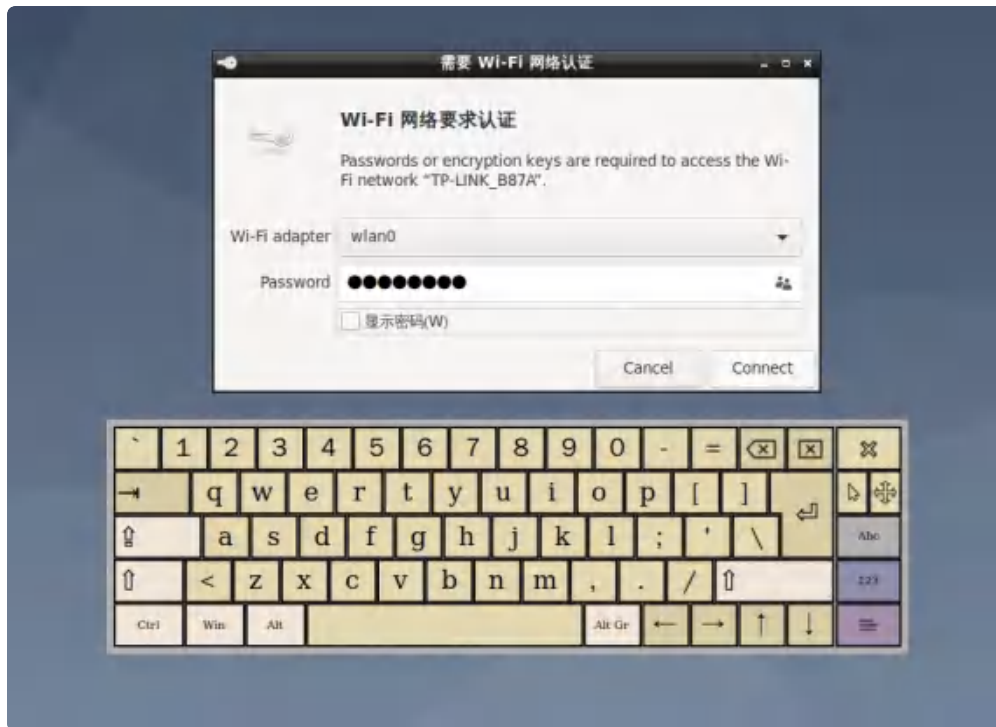 需要 Wi-Fi 网络认证
Wi-Fi 网络要求认证
Passwords or encryption keys are required to access the Wi-
Fi network “TP-LINK_B87A”.
Wi-Fi adapter wlan0
Password ●●●●●●●●
显示密码(W)
Cancel Connect
` 1 2 3 4 5 6 7 8 9 0 - =
q w e r t y u i o p [ ]
a s d f g h j k l ; ' \ Abc
< z x c v b n m , . / 123
Ctrl Win Alt Alt Gr ← → ↑ ↓